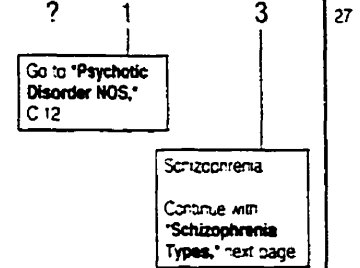 ? 1 3 27
Go to "Psychotic
Disorder NOS,"
C 12
Schizophrenia
Continue with
"Schizophrenia
Types," next page